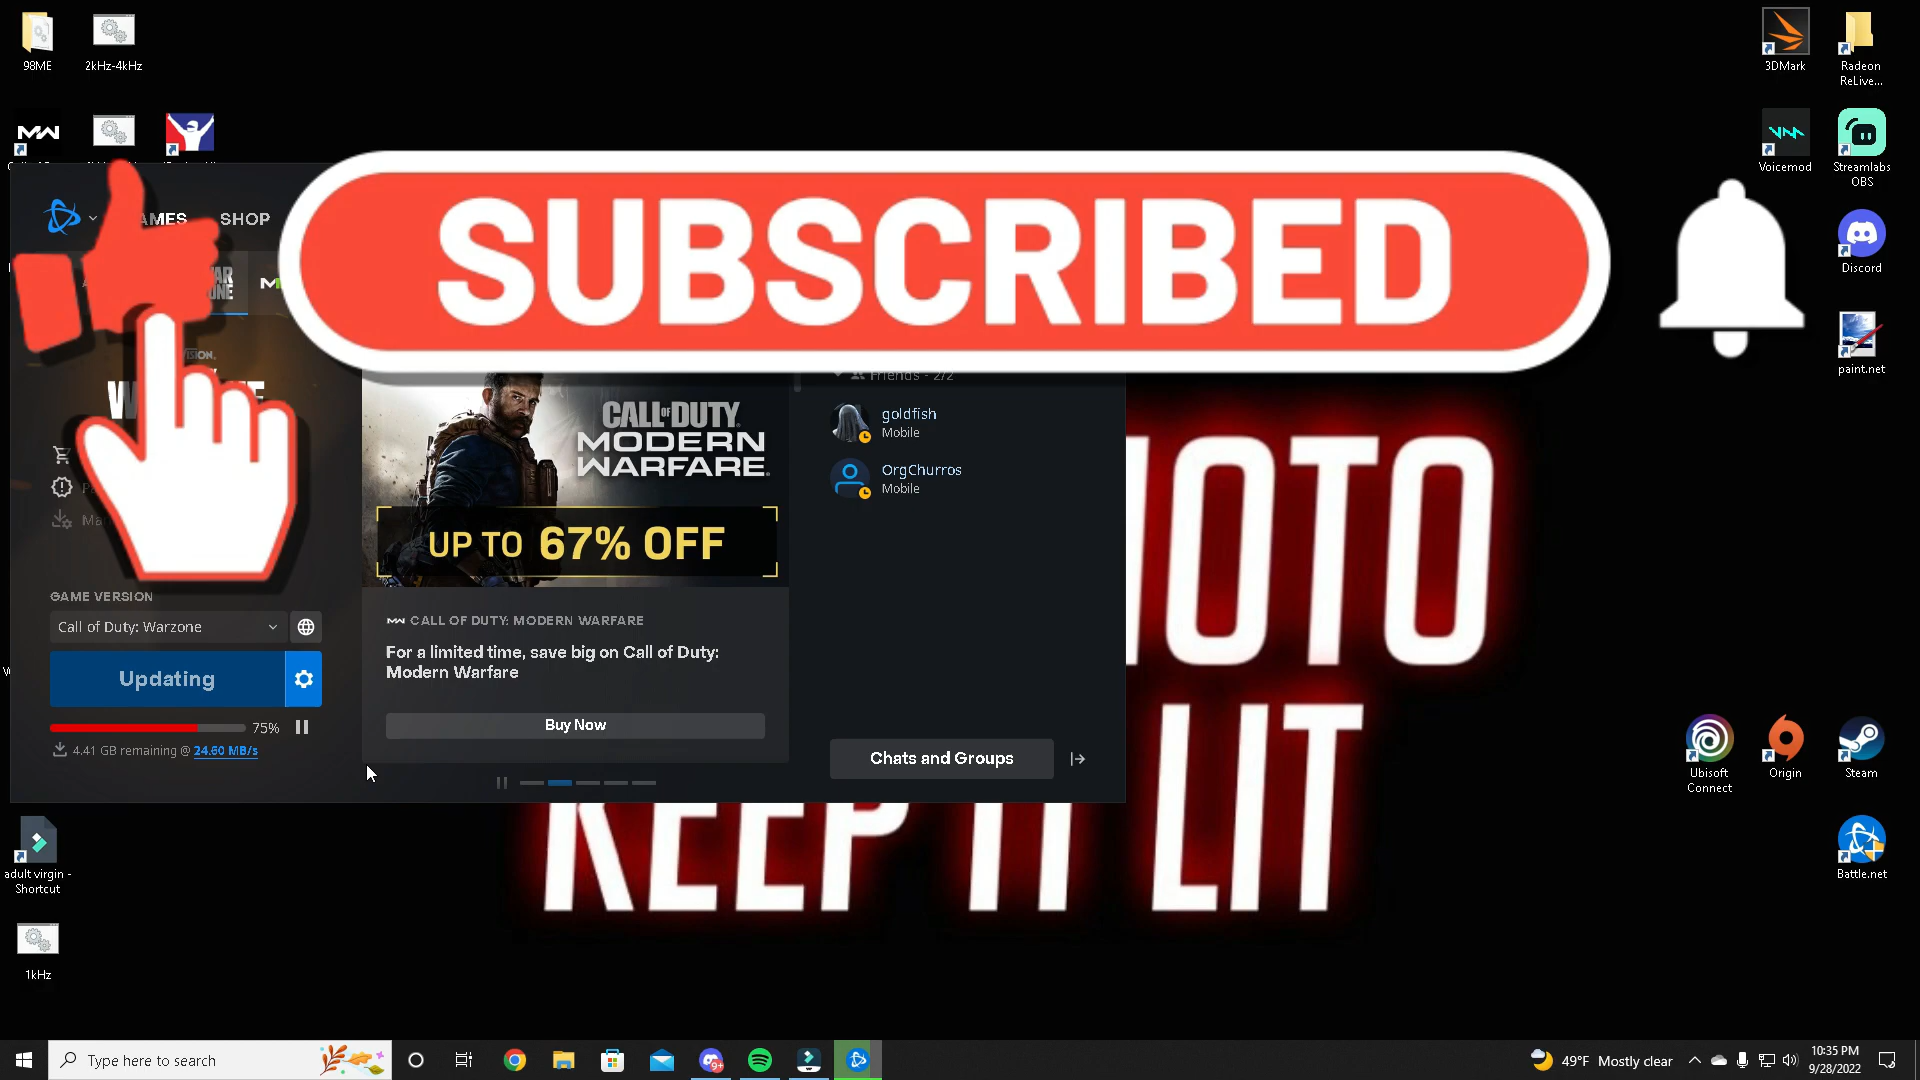 98ME
2kHz-4kHz
3DMark
Radeon
ReLive...
Voicemod
Streamlabs
OBS
SHOP
SUBSCRIBED
Discord
paint.net
Friends - 2/2
goldfish
Mobile
OrgChurros
Mobile
CALL OF DUTY
MODERN
WARFARE
UP TO 67% OFF
GAME VERSION
Call of Duty: Warzone
Updating
75%
4.41 GB remaining @ 24.60 MB/s
CALL OF DUTY: MODERN WARFARE
For a limited time, save big on Call of Duty:
Modern Warfare
Buy Now
Chats and Groups
KEEP IT LIT
Ubisoft
Connect
Origin
Steam
Battle.net
adult virgin -
Shortcut
1kHz
Type here to search
49°F Mostly clear
10:35 PM
9/28/2022